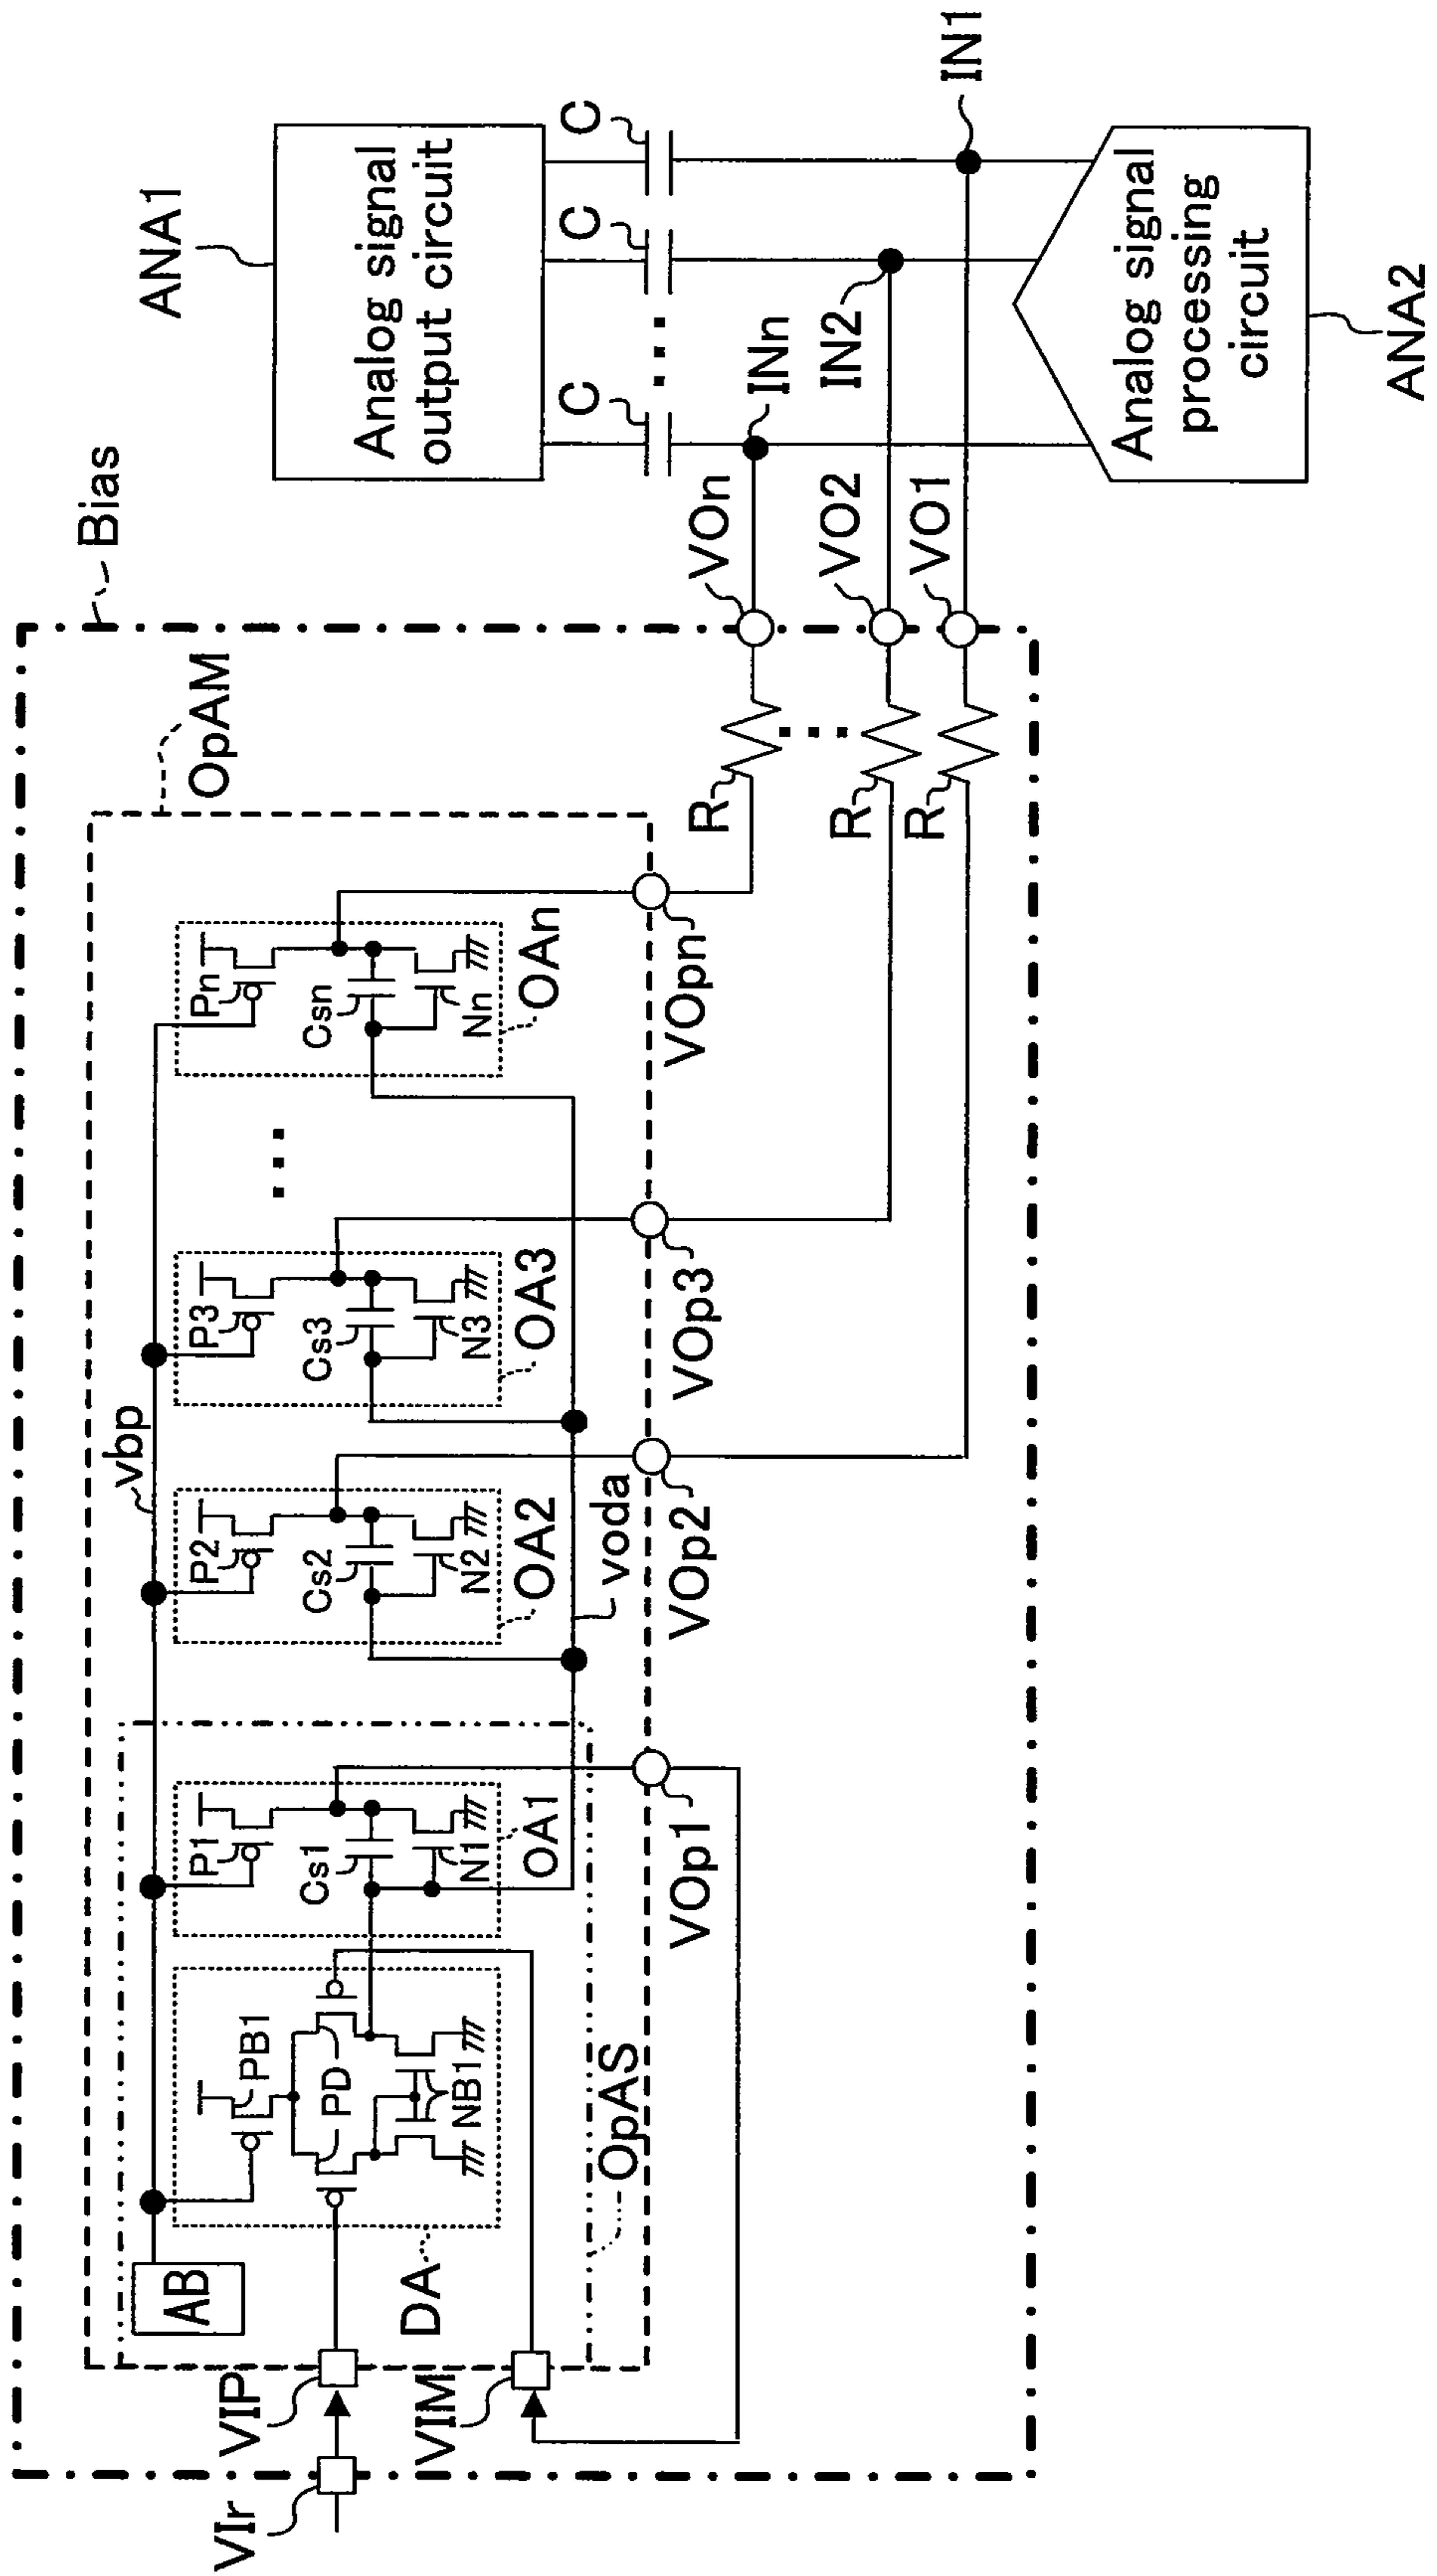 Bias
OpAM
vbp
AB
PB1
PD
NB1
DA
P1
Cs1
N1
OA1
P2
Cs2
N2
OA2
P3
Cs3
N3
OA3
...
Pn
Csn
Nn
OAn
voda
OpAS
VIr
VIP
VIM
VOp1
VOp2
VOp3
VOpn
R
R
R
...
VOn
VO2
VO1
ANA1
Analog signal
output circuit
C
C
C
...
INn
IN2
IN1
Analog signal
processing
circuit
ANA2